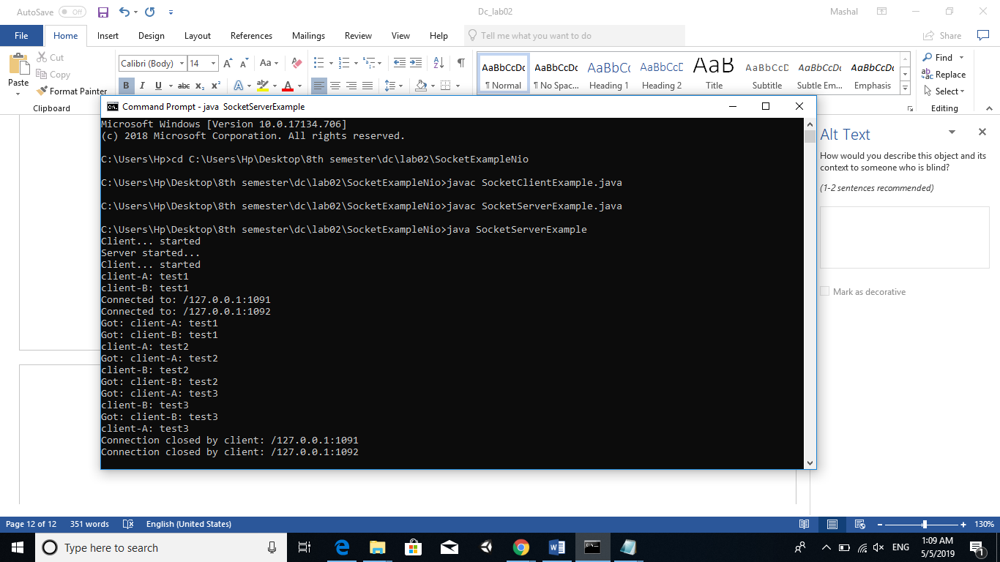 AutoSave Off Dc_lab02 Mashal
File Home Insert Design Layout References Mailings Review View Help Tell me what you want to do Share
Paste
Cut
Copy
Format Painter
Clipboard
Calibri (Body) 14 A A Aa
B I U abc x₂ x² A aby A
AaBbCcDc ¶ Normal
AaBbCcDc ¶ No Spac...
AaBbCc Heading 1
AaBbCcD Heading 2
AaB Title
AaBbCcD Subtitle
AaBbCcDc Subtle Em...
AaBbCcDc Emphasis
Find
Replace
Select
Editing
Command Prompt - java  SocketServerExample
Microsoft Windows [Version 10.0.17134.706]
(c) 2018 Microsoft Corporation. All rights reserved.
C:\Users\Hp>cd C:\Users\Hp\Desktop\8th semester\dc\lab02\SocketExampleNio
C:\Users\Hp\Desktop\8th semester\dc\lab02\SocketExampleNio>javac SocketClientExample.java
C:\Users\Hp\Desktop\8th semester\dc\lab02\SocketExampleNio>javac SocketServerExample.java
C:\Users\Hp\Desktop\8th semester\dc\lab02\SocketExampleNio>java SocketServerExample
Client... started
Server started...
Client... started
client-A: test1
client-B: test1
Connected to: /127.0.0.1:1091
Connected to: /127.0.0.1:1092
Got: client-A: test1
Got: client-B: test1
client-A: test2
Got: client-A: test2
client-B: test2
Got: client-B: test2
Got: client-A: test3
client-B: test3
Got: client-B: test3
client-A: test3
Connection closed by client: /127.0.0.1:1091
Connection closed by client: /127.0.0.1:1092
Alt Text
How would you describe this object and its
context to someone who is blind?
(1-2 sentences recommended)
Mark as decorative
Page 12 of 12 351 words English (United States) 130%
Type here to search
ENG
1:09 AM
5/5/2019
1